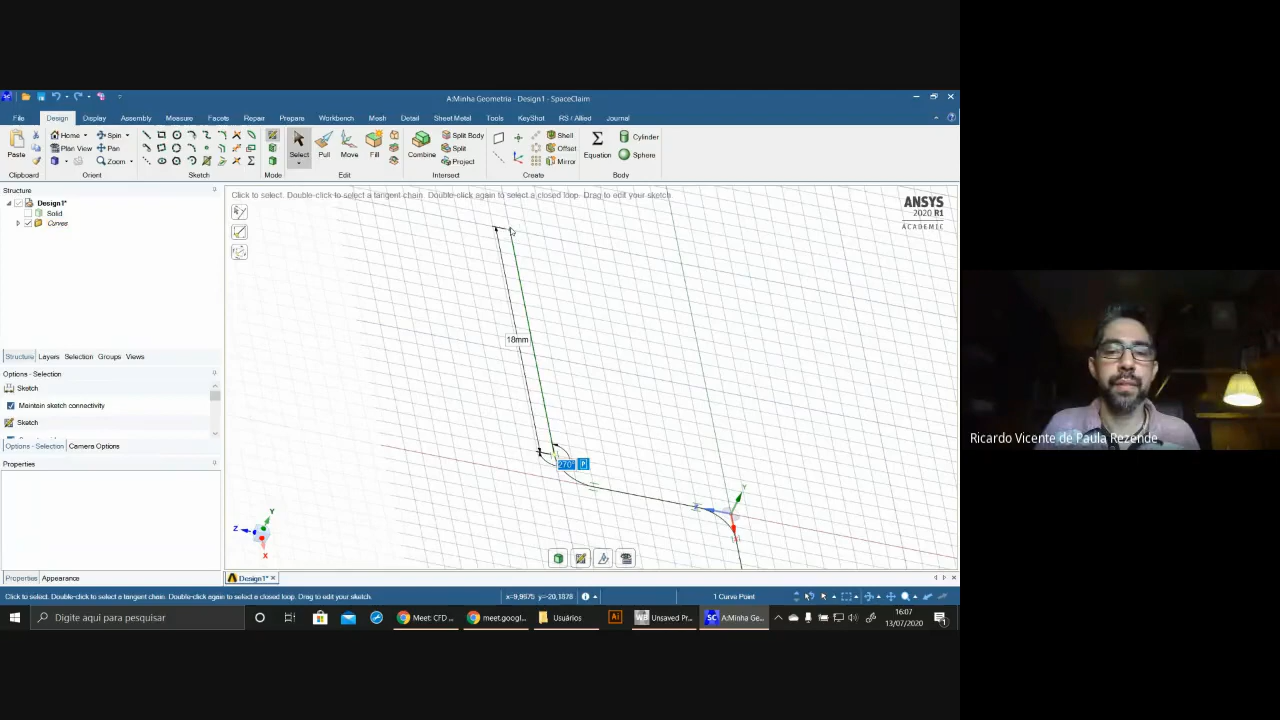 A:Minha Geometria - Design1 - SpaceClaim
File Design Display Assembly Measure Facets Repair Prepare Workbench Mesh Detail Sheet Metal Tools KeyShot RS / Allied Journal
Paste
Home Spin
Plan View Pan
Zoom
Select Pull Move Fill
Combine
Split Body
Split
Project
Shell
Offset
Mirror
Equation
Cylinder
Sphere
Clipboard Orient Sketch Mode Edit Intersect Create Body
Structure
Design1*
Solid
Curves
Click to select. Double-click to select a tangent chain. Double-click again to select a closed loop. Drag to edit your sketch.
ANSYS
2020 R1
ACADEMIC
18mm
270° P
Y
Z
X
Y
Structure Layers Selection Groups Views
Options - Selection
Sketch
Maintain sketch connectivity
Sketch
Options - Selection Camera Options
Properties
Properties Appearance
Design1*
Click to select. Double-click to select a tangent chain. Double-click again to select a closed loop. Drag to edit your sketch.
1 Curve Point
Digite aqui para pesquisar
Meet: CFD ...
meet.googl...
Usuários
Ai
Unsaved Pr...
A:Minha Ge...
16:07
13/07/2020
Ricardo Vicente de Paula Rezende